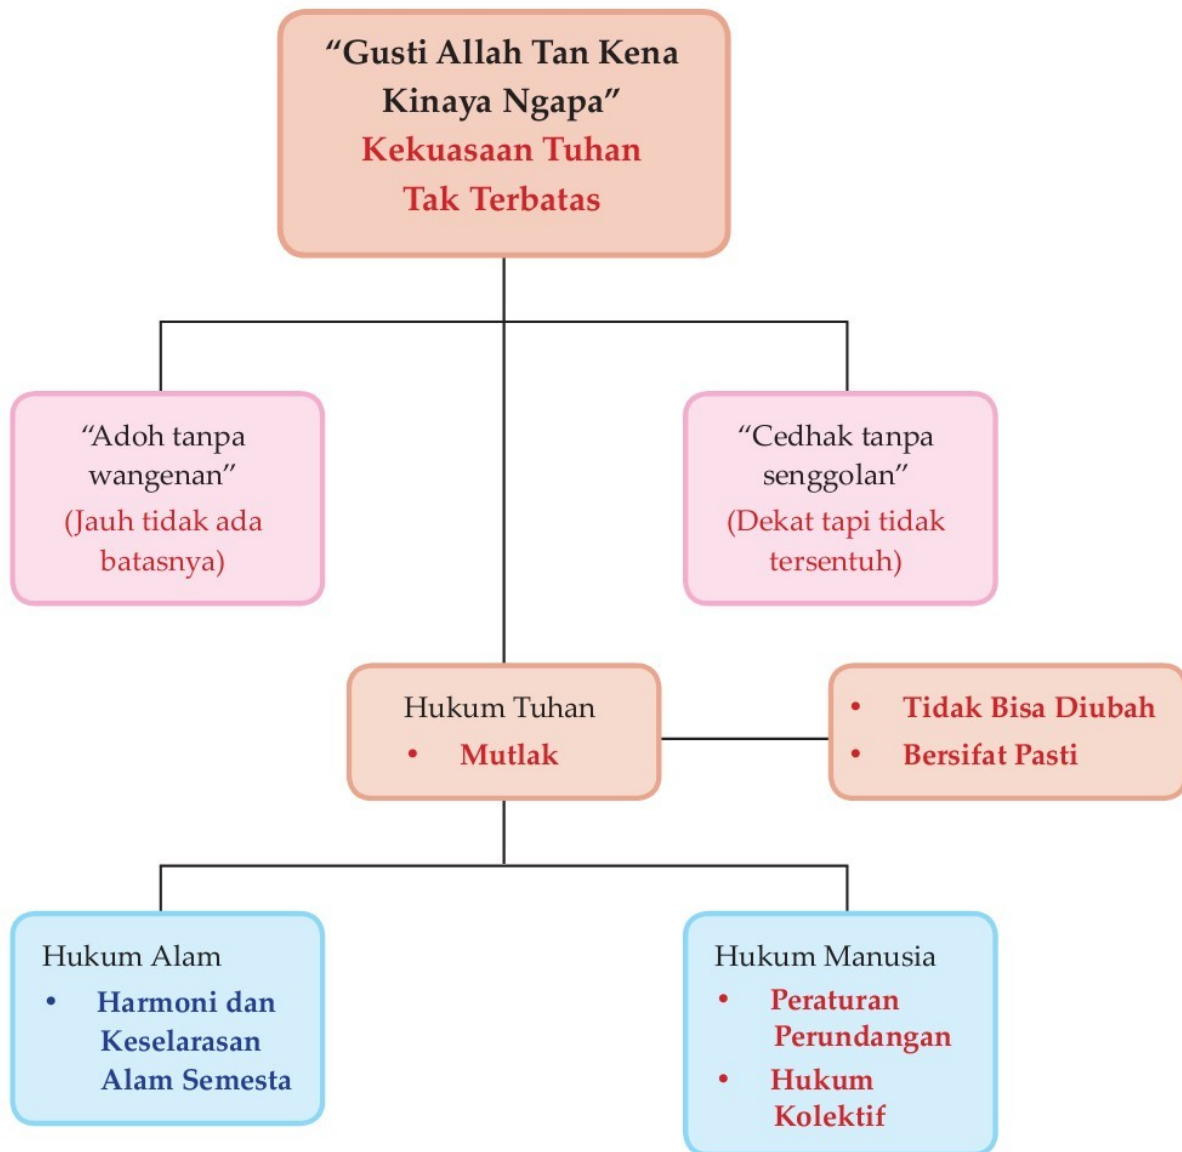 “Gusti Allah Tan Kena
Kinaya Ngapa”
Kekuasaan Tuhan
Tak Terbatas
“Adoh tanpa
wangenan”
(Jauh tidak ada
batasnya)
“Cedhak tanpa
senggolan”
(Dekat tapi tidak
tersentuh)
Hukum Tuhan
• Mutlak
• Tidak Bisa Diubah
• Bersifat Pasti
Hukum Alam
• Harmoni dan
Keselarasan
Alam Semesta
Hukum Manusia
• Peraturan
Perundangan
• Hukum
Kolektif